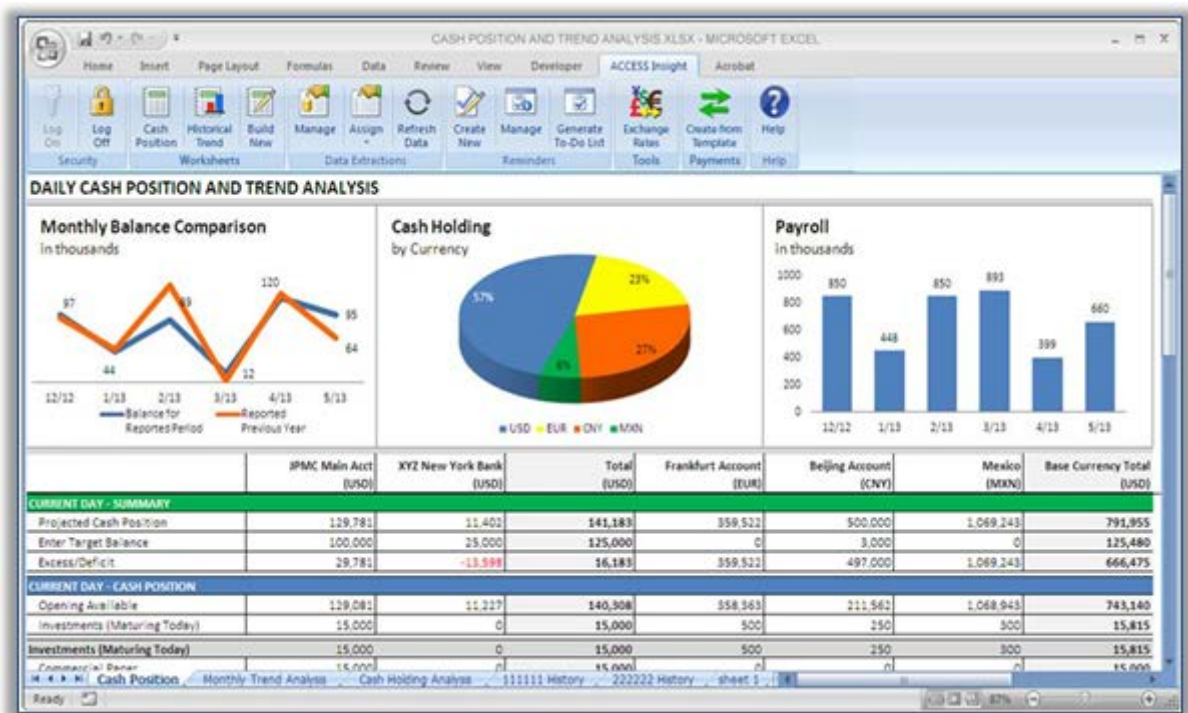 CASH POSITION AND TREND ANALYSIS.XLSX - MICROSOFT EXCEL
Home Insert Page Layout Formulas Data Review View Developer ACCESS Insight Acrobat
Log On Log Off Cash Position Historical Trend Build New Manage Assign Refresh Data Create New Manage Generate To-Do List Exchange Rates Create from Template Help
Security Worksheets Data Extractions Reminders Tools Payments Help
DAILY CASH POSITION AND TREND ANALYSIS
Monthly Balance Comparison
in thousands
97 44 89 12 120 95 64
12/12 1/13 2/13 3/13 4/13 5/13
Balance for Reported Period Reported Previous Year
Cash Holding
by Currency
57% 23% 27% 6%
USD EUR CNY MXN
Payroll
in thousands
1000 800 600 400 200 0
850 448 850 893 399 660
12/12 1/13 2/13 3/13 4/13 5/13
JPMC Main Acct (USD) XYZ New York Bank (USD) Total (USD) Frankfurt Account (EUR) Beijing Account (CNY) Mexico (MXN) Base Currency Total (USD)
CURRENT DAY - SUMMARY
Projected Cash Position 129,781 11,402 141,183 359,522 500,000 1,069,243 791,955
Enter Target Balance 100,000 25,000 125,000 0 3,000 0 125,480
Excess/Deficit 29,781 -13,598 16,183 359,522 497,000 1,069,243 666,475
CURRENT DAY - CASH POSITION
Opening Available 129,081 11,227 140,308 358,363 211,562 1,068,943 743,140
Investments (Maturing Today) 15,000 0 15,000 500 250 300 15,815
Investments (Maturing Today) 15,000 0 15,000 500 250 300 15,815
Commercial Paper 15,000 0 15,000 0 0 0 15,000
Cash Position Monthly Trend Analysis Cash Holding Analysis 111111 History 222222 History sheet 1
Ready 87%